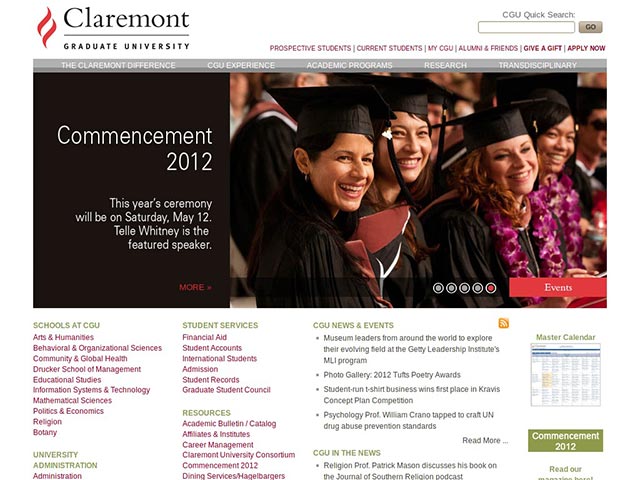 Claremont
GRADUATE UNIVERSITY
CGU Quick Search:
GO
PROSPECTIVE STUDENTS | CURRENT STUDENTS | MY CGU | ALUMNI & FRIENDS | GIVE A GIFT | APPLY NOW
THE CLAREMONT DIFFERENCE CGU EXPERIENCE ACADEMIC PROGRAMS RESEARCH TRANSDISCIPLINARY
Commencement
2012
This year's ceremony
will be on Saturday, May 12.
Telle Whitney is the
featured speaker.
MORE »
Events
SCHOOLS AT CGU
Arts & Humanities
Behavioral & Organizational Sciences
Community & Global Health
Drucker School of Management
Educational Studies
Information Systems & Technology
Mathematical Sciences
Politics & Economics
Religion
Botany
UNIVERSITY
ADMINISTRATION
Administration
STUDENT SERVICES
Financial Aid
Student Accounts
International Students
Admission
Student Records
Graduate Student Council
RESOURCES
Academic Bulletin / Catalog
Affiliates & Institutes
Career Management
Claremont University Consortium
Commencement 2012
Dining Services/Hagelbargers
CGU NEWS & EVENTS
Museum leaders from around the world to explore
their evolving field at the Getty Leadership Institute's
MLI program
Photo Gallery: 2012 Tufts Poetry Awards
Student-run t-shirt business wins first place in Kravis
Concept Plan Competition
Psychology Prof. William Crano tapped to craft UN
drug abuse prevention standards
Read More ...
CGU IN THE NEWS
Religion Prof. Patrick Mason discusses his book on
the Journal of Southern Religion podcast
Master Calendar
Commencement
2012
Read our
magazine here!